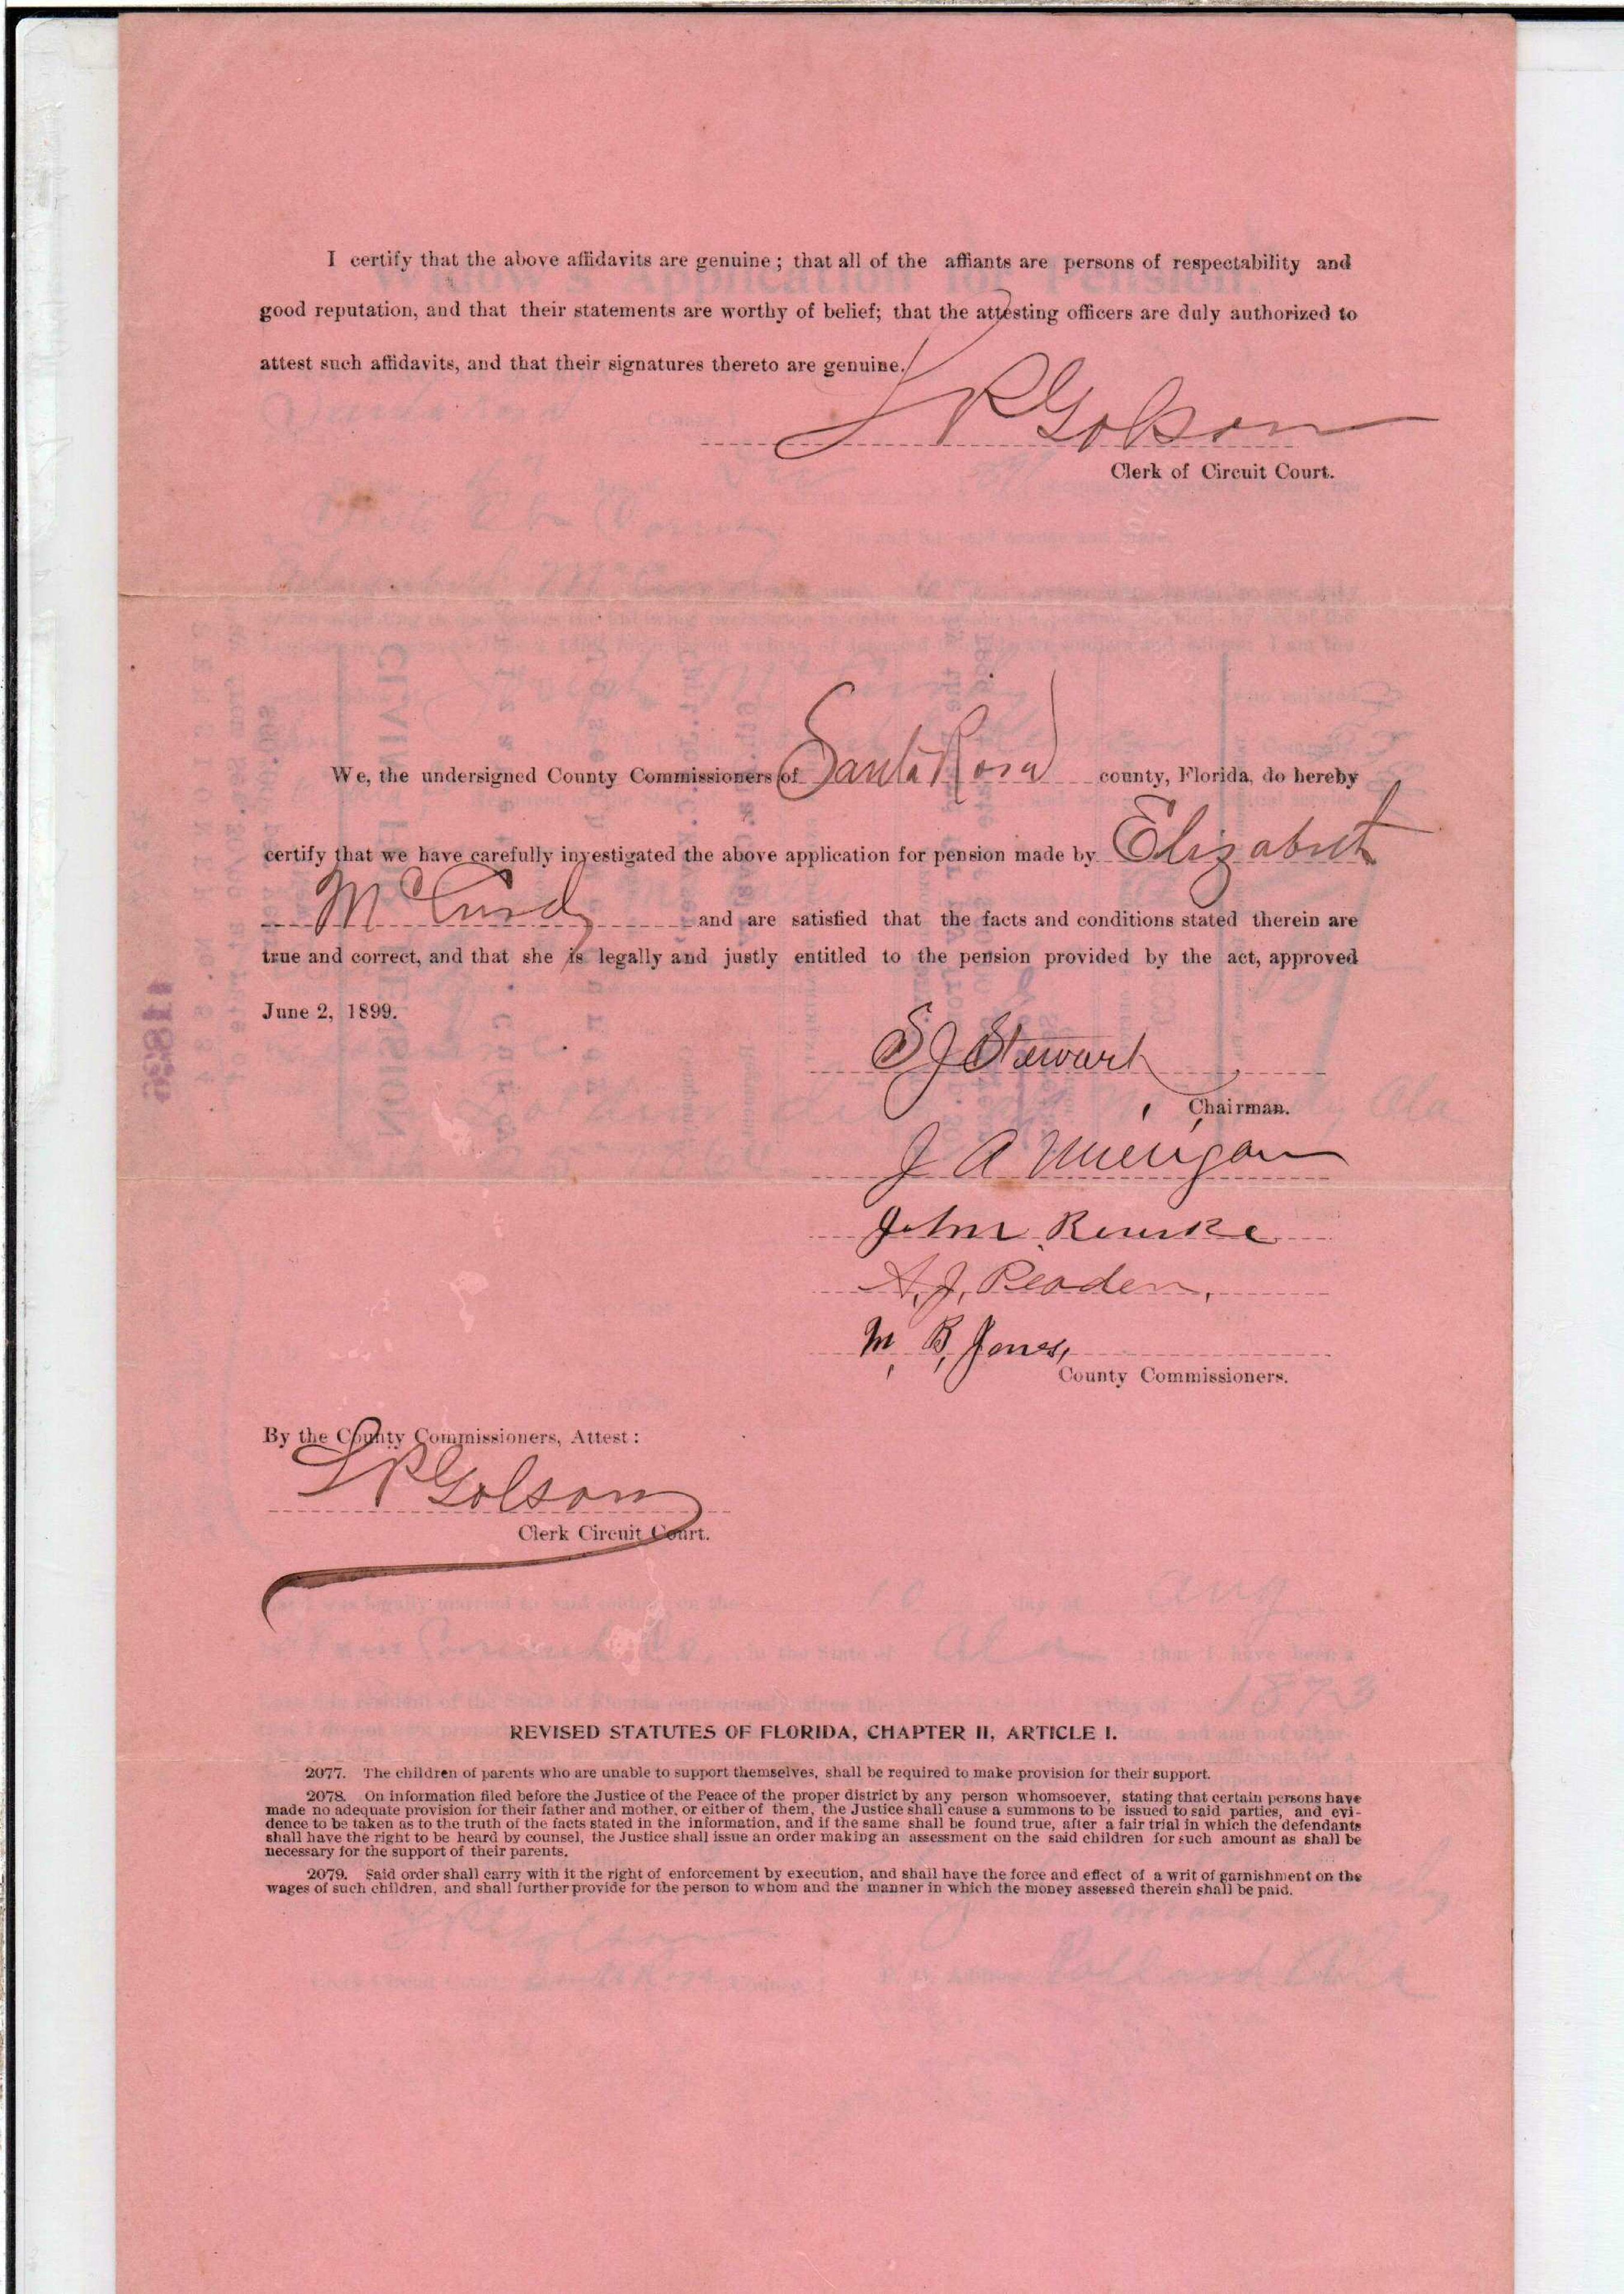 I certify that the above affidavits are genuine; that all of the affiants are persons of respectability and
good reputation, and that their statements are worthy of belief; that the attesting officers are duly authorized to
attest such affidavits, and that their signatures thereto are genuine.
Golson
Clerk of Circuit Court.
We, the undersigned County Commissioners of Santa Rosa county, Florida, do hereby
certify that we have carefully investigated the above application for pension made by Elizabeth
McCurdy and are satisfied that the facts and conditions stated therein are
true and correct, and that she is legally and justly entitled to the pension provided by the act, approved
June 2, 1899.
S J Stewart
Chairman.
J A
John Rourke
A. J. Readen,
M. B. Jones,
County Commissioners.
By the County Commissioners, Attest:
Golson
Clerk Circuit Court.
REVISED STATUTES OF FLORIDA, CHAPTER II, ARTICLE I.
2077. The children of parents who are unable to support themselves, shall be required to make provision for their support.
2078. On information filed before the Justice of the Peace of the proper district by any person whomsoever, stating that certain persons have
made no adequate provision for their father and mother, or either of them, the Justice shall cause a summons to be issued to said parties, and evi-
dence to be taken as to the truth of the facts stated in the information, and if the same shall be found true, after a fair trial in which the defendants
shall have the right to be heard by counsel, the Justice shall issue an order making an assessment on the said children for such amount as shall be
necessary for the support of their parents.
2079. Said order shall carry with it the right of enforcement by execution, and shall have the force and effect of a writ of garnishment on the
wages of such children, and shall further provide for the person to whom and the manner in which the money assessed therein shall be paid.